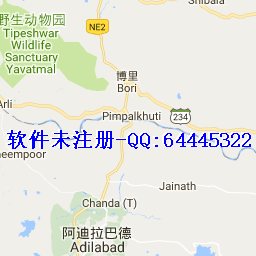 Shibala
野生动物园
Tipeshwar
Wildlife
Sanctuary
Yavatmal
NE2
博里
Bori
Arli
Pimpalkhuti
234
软件未注册-QQ:64445322
eempoor
Jainath
Chanda (T)
阿迪拉巴德
Adilabad